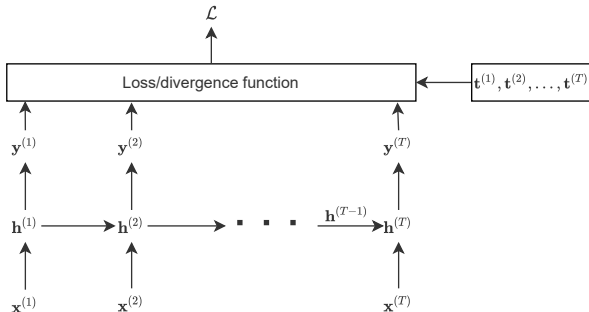 ℒ
Loss/divergence function
𝐭⁽¹⁾, 𝐭⁽²⁾, …, 𝐭⁽ᵀ⁾
𝐲⁽¹⁾ 𝐲⁽²⁾ 𝐲⁽ᵀ⁾
𝐡⁽¹⁾ 𝐡⁽²⁾ ... 𝐡⁽ᵀ⁻¹⁾ 𝐡⁽ᵀ⁾
𝐱⁽¹⁾ 𝐱⁽²⁾ 𝐱⁽ᵀ⁾